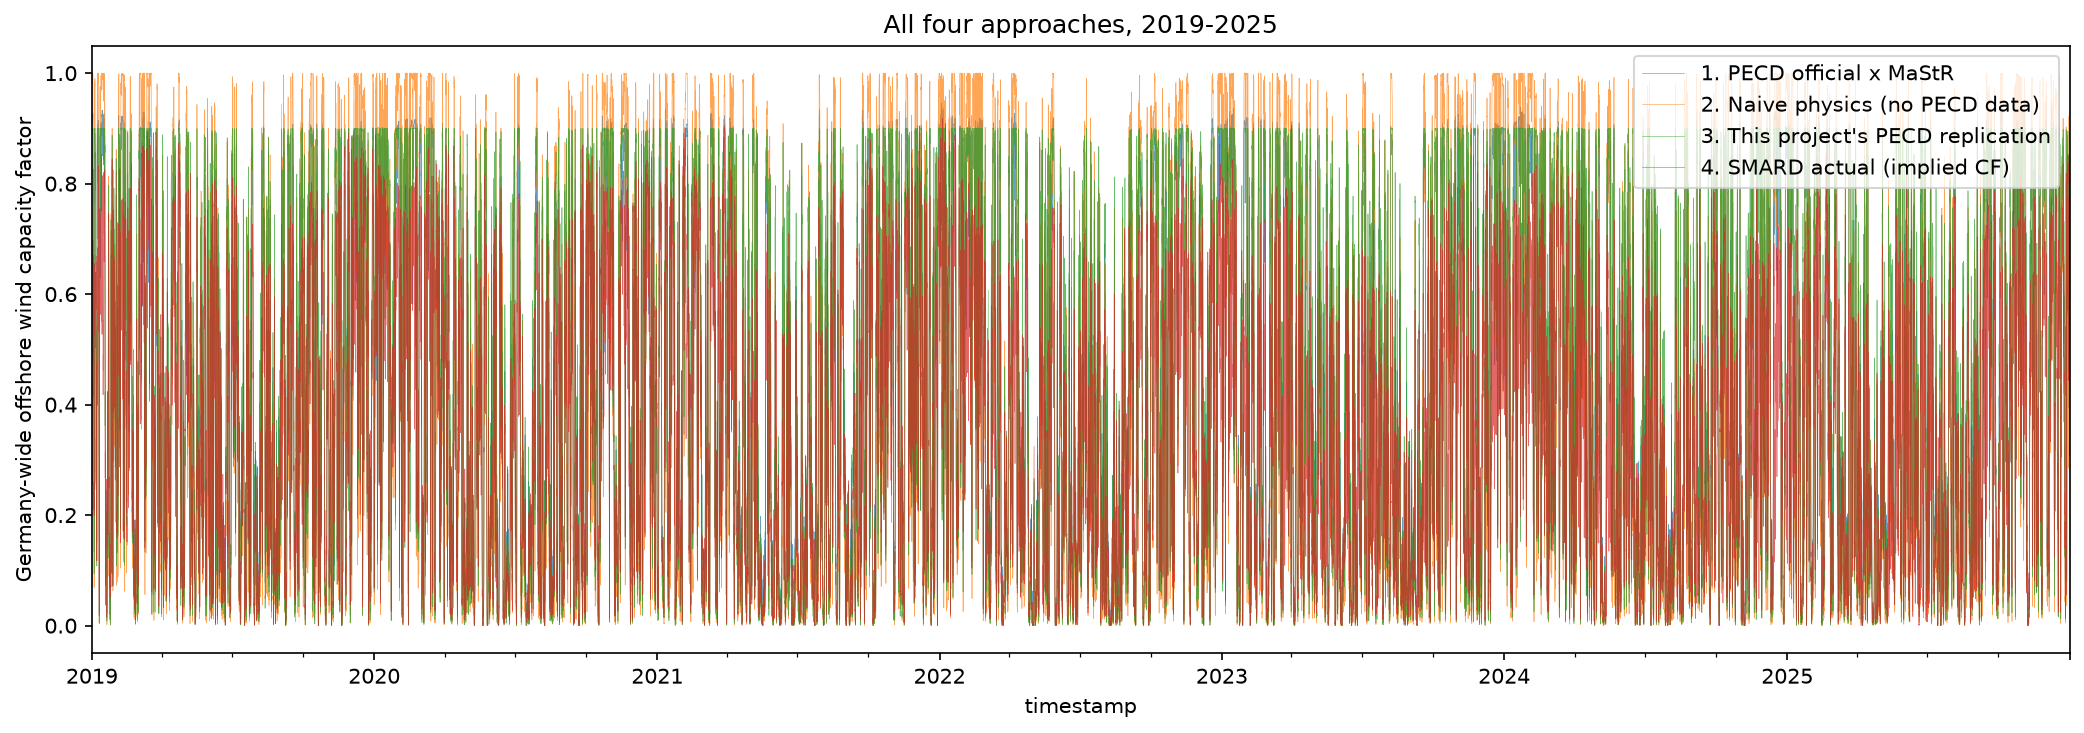 All four approaches, 2019-2025
1. PECD official x MaStR
2. Naive physics (no PECD data)
3. This project's PECD replication
4. SMARD actual (implied CF)
Germany-wide offshore wind capacity factor
1.0
0.8
0.6
0.4
0.2
0.0
2019 2020 2021 2022 2023 2024 2025
timestamp